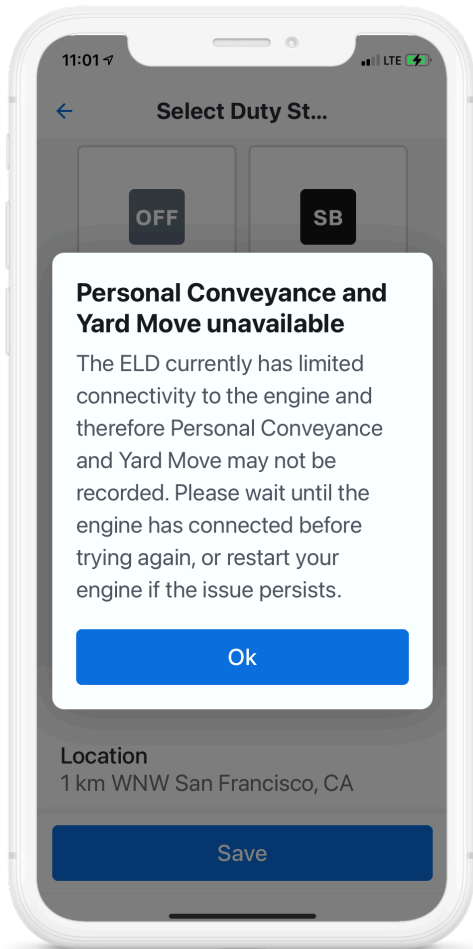 11:01
LTE
Select Duty St...
OFF
SB
Personal Conveyance and
Yard Move unavailable
The ELD currently has limited
connectivity to the engine and
therefore Personal Conveyance
and Yard Move may not be
recorded. Please wait until the
engine has connected before
trying again, or restart your
engine if the issue persists.
Ok
Location
1 km WNW San Francisco, CA
Save